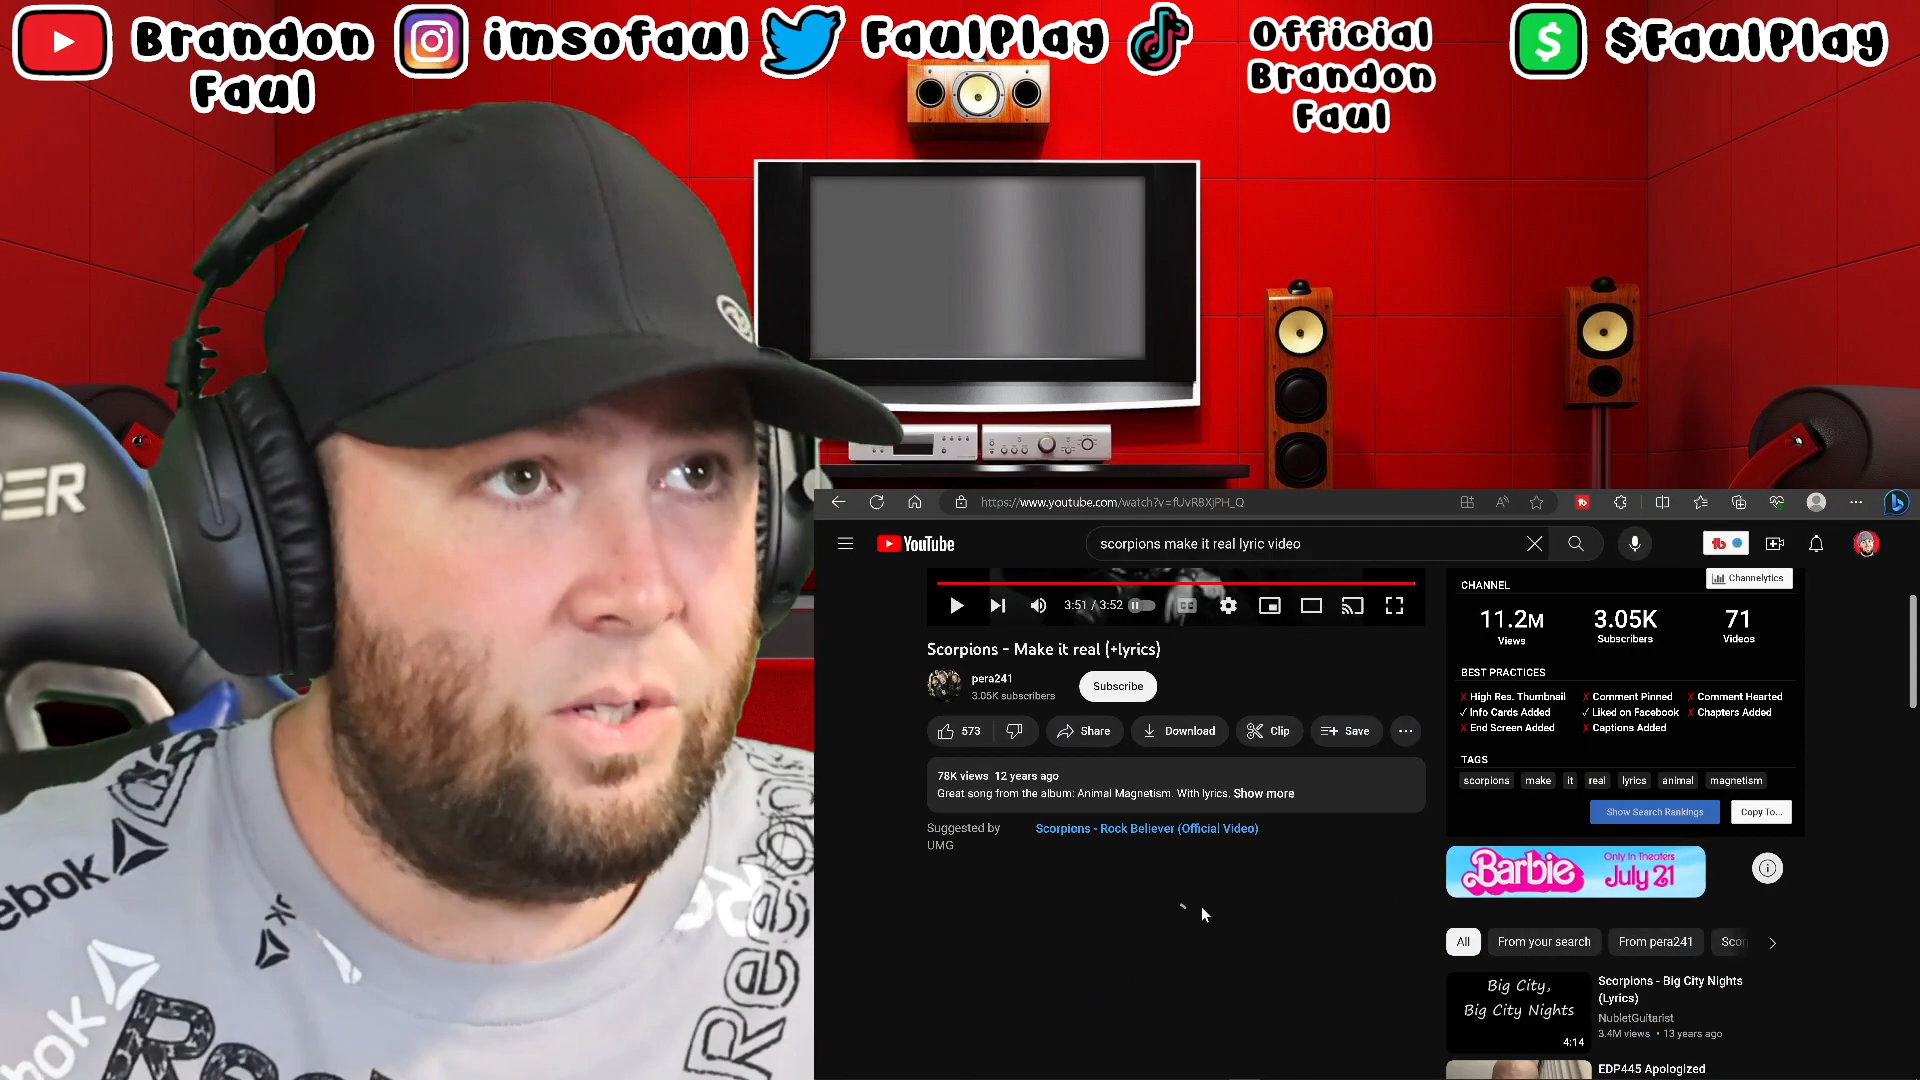 Brandon
Faul
imsofaul
FaulPlay
Official
Brandon
Faul
$FaulPlay
https://www.youtube.com/watch?v=fUvR8XjPH_Q
YouTube
scorpions make it real lyric video
3:51 / 3:52
Scorpions - Make it real (+lyrics)
pera241
3.05K subscribers
Subscribe
573
Share
Download
Clip
Save
78K views 12 years ago
Great song from the album: Animal Magnetism. With lyrics. Show more
Suggested by
UMG
Scorpions - Rock Believer (Official Video)
CHANNEL
Channelytics
11.2M
3.05K
71
Views
Subscribers
Videos
BEST PRACTICES
✗ High Res. Thumbnail ✗ Comment Pinned ✗ Comment Hearted
✓ Info Cards Added ✓ Liked on Facebook ✗ Chapters Added
✗ End Screen Added ✗ Captions Added
TAGS
scorpions make it real lyrics animal magnetism
Show Search Rankings
Copy To...
Barbie
Only In Theaters
July 21
All
From your search
From pera241
Scor
Big City,
Big City Nights
4:14
Scorpions - Big City Nights
(Lyrics)
NubletGuitarist
3.4M views • 13 years ago
EDP445 Apologized
Reebok